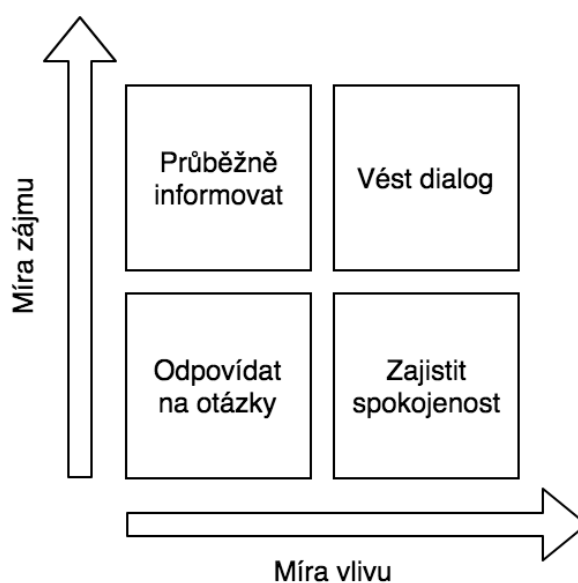 Míra zájmu
Průběžně
informovat
Vést dialog
Odpovídat
na otázky
Zajistit
spokojenost
Míra vlivu